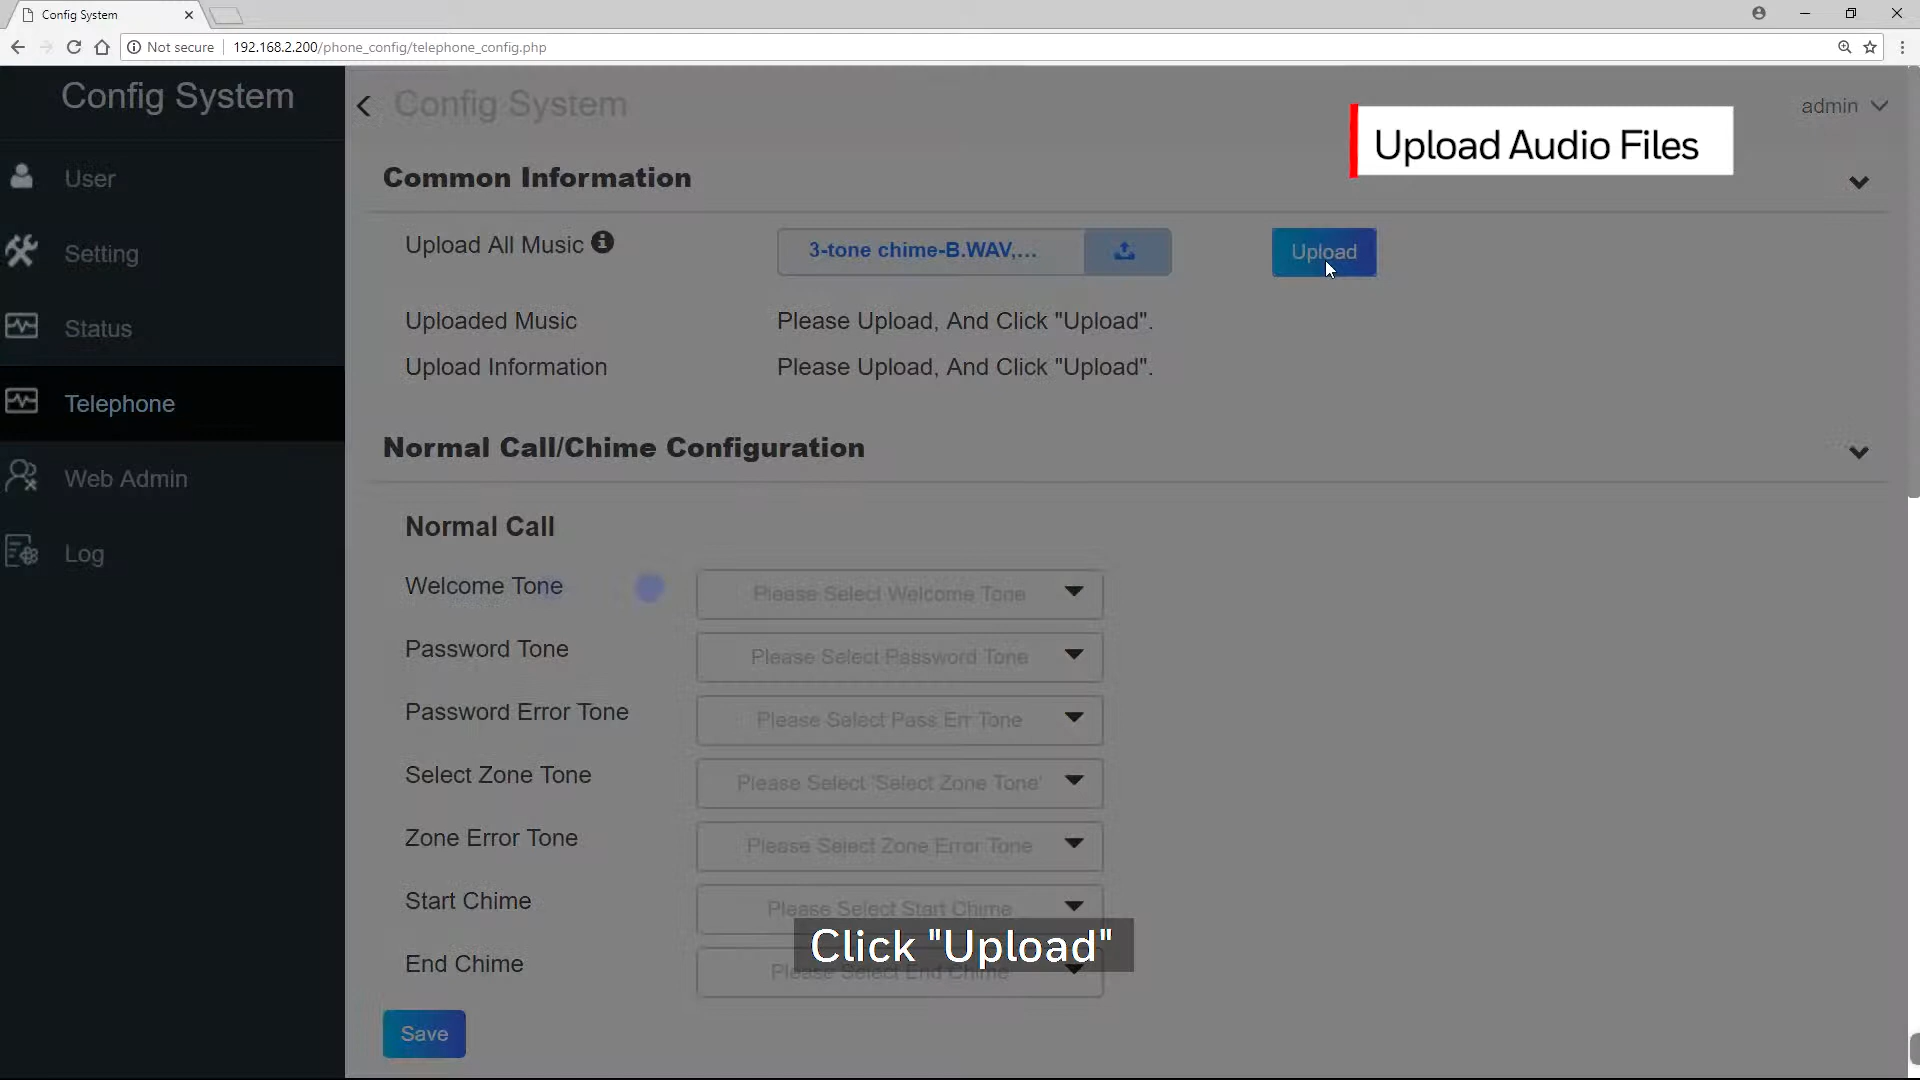 Config System
Not secure
192.168.2.200/phone_config/telephone_config.php
Config System
Config System
admin
Upload Audio Files
User
Setting
Status
Telephone
Web Admin
Log
Common Information
Upload All Music
3-tone chime-B.WAV,...
Upload
Uploaded Music
Please Upload, And Click "Upload".
Upload Information
Please Upload, And Click "Upload".
Normal Call/Chime Configuration
Normal Call
Welcome Tone
Please Select Welcome Tone
Password Tone
Please Select Password Tone
Password Error Tone
Please Select Pass Err Tone
Select Zone Tone
Please Select 'Select Zone Tone'
Zone Error Tone
Please Select Zone Error Tone
Start Chime
Please Select Start Chime
Click "Upload"
End Chime
Please Select End Chime
Save